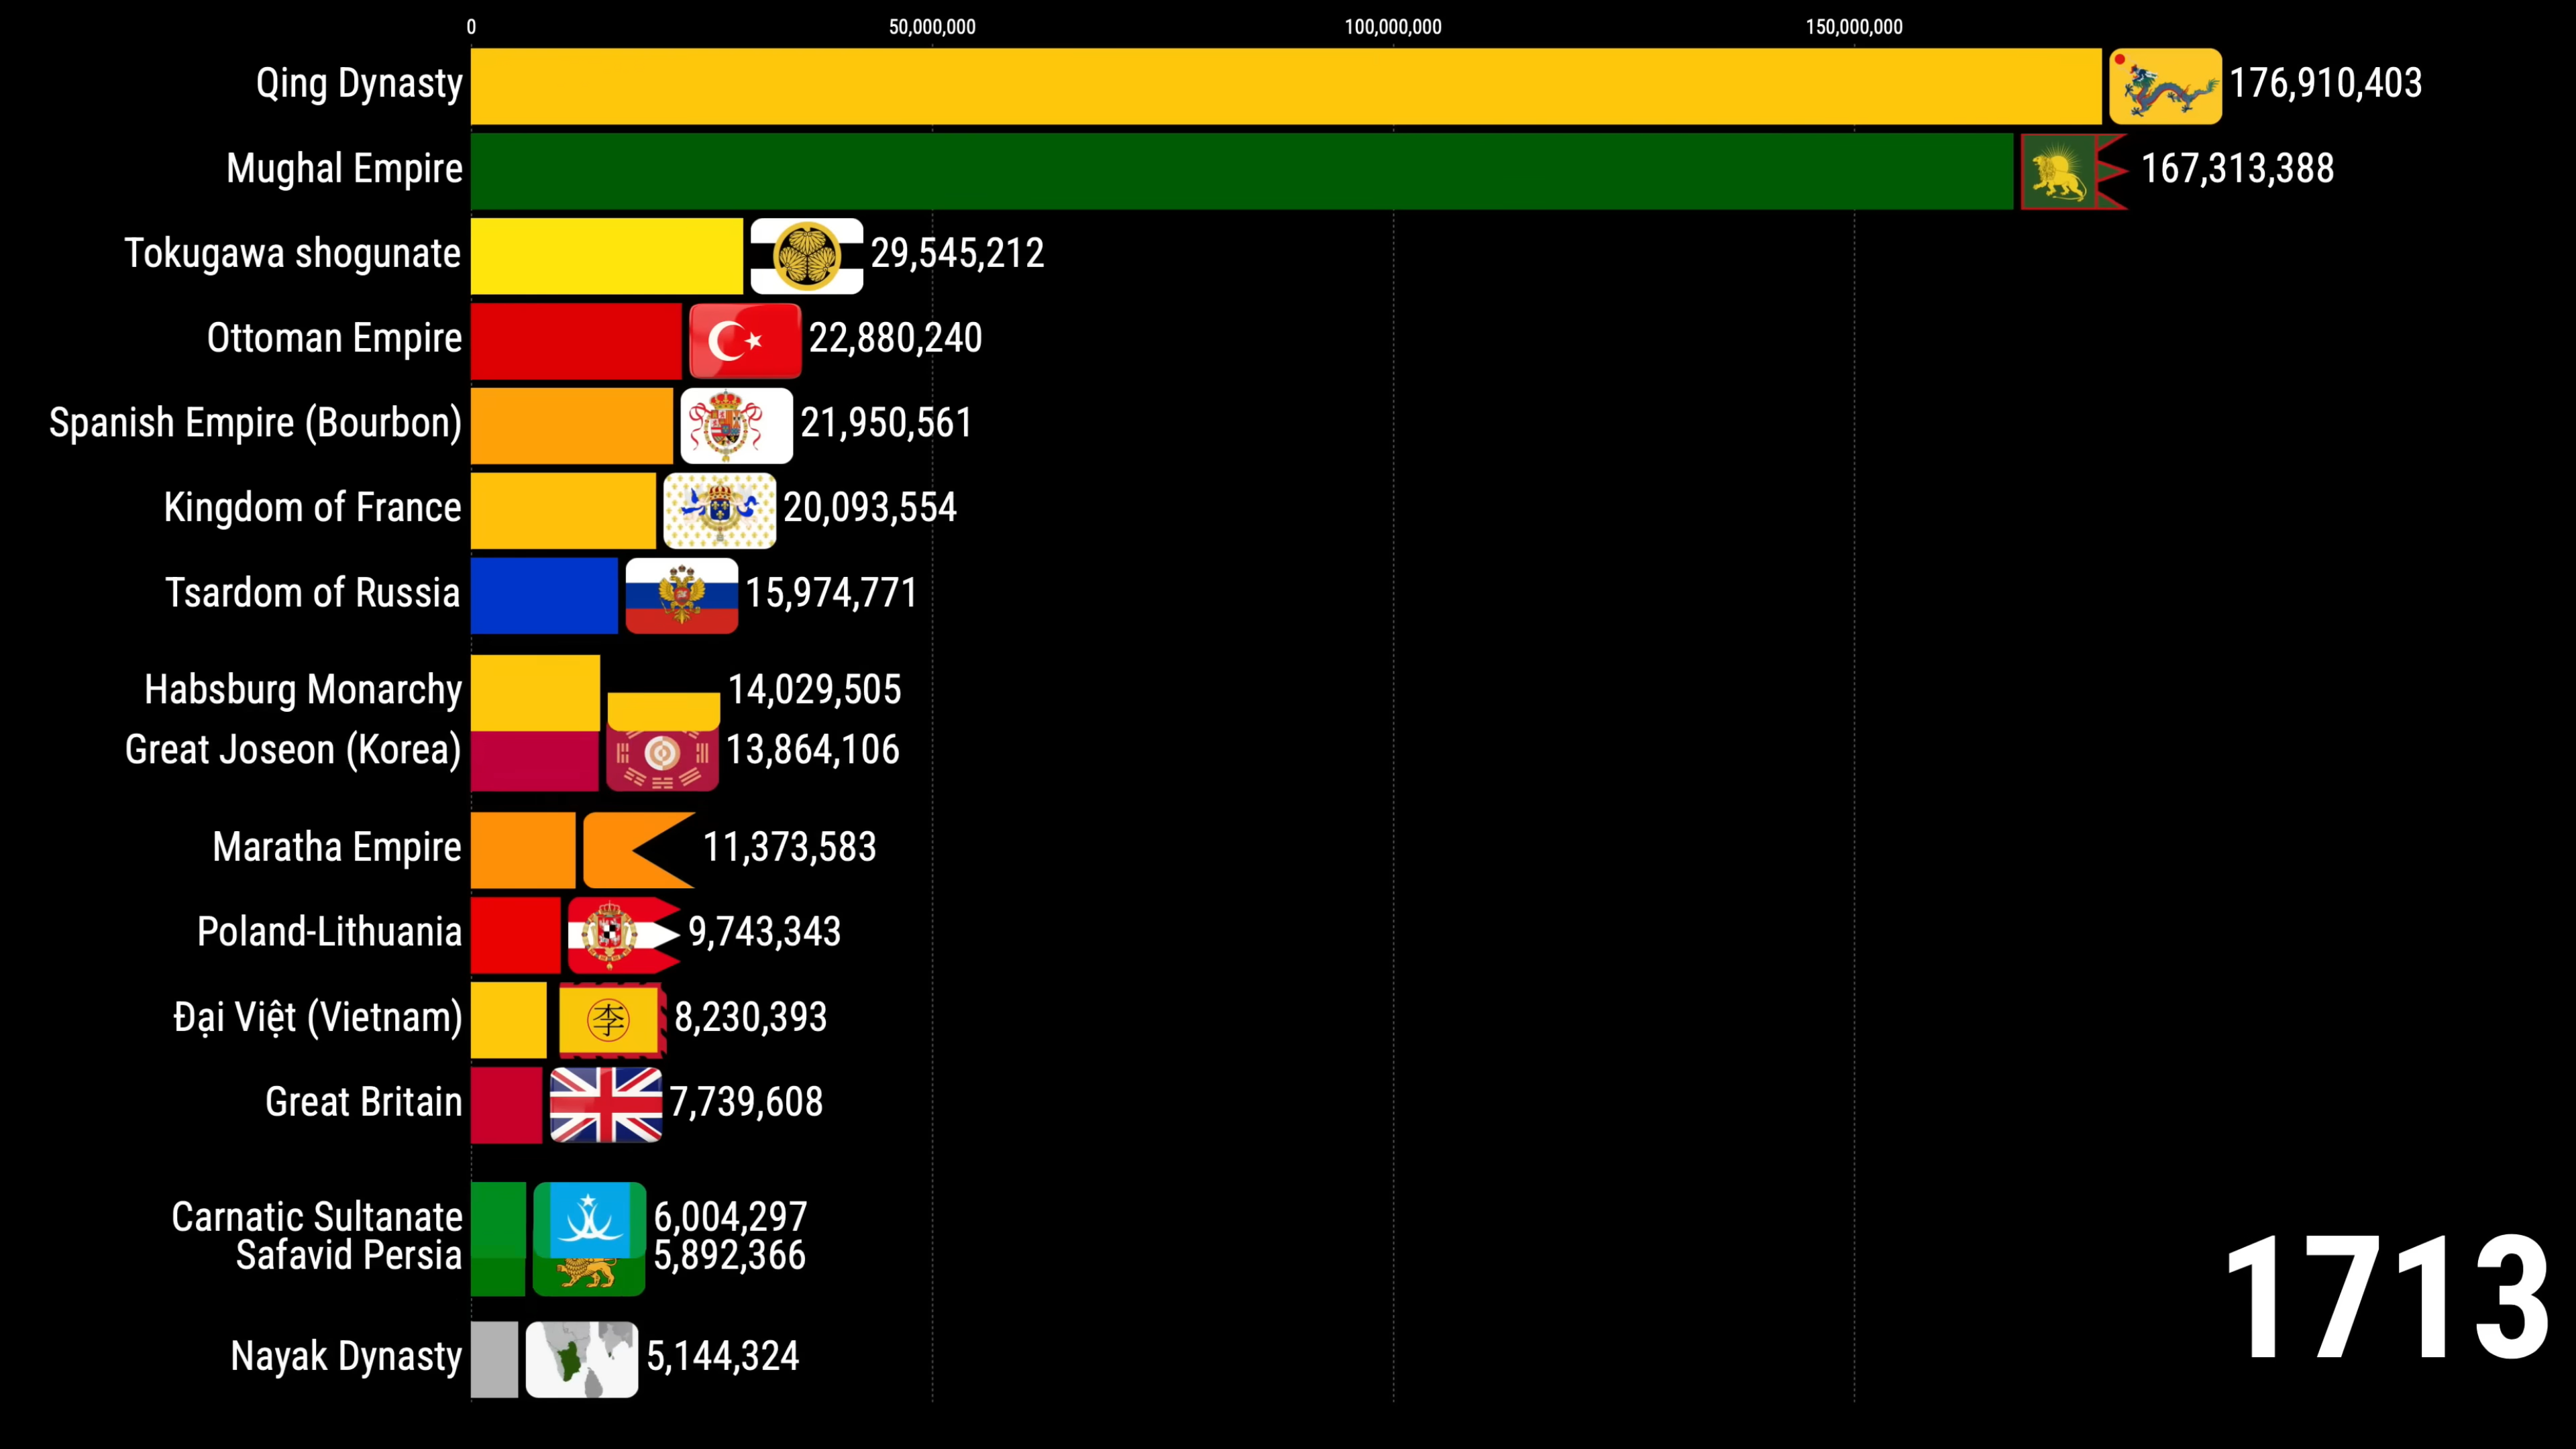 0 50,000,000 100,000,000 150,000,000
Qing Dynasty 176,910,403
Mughal Empire 167,313,388
Tokugawa shogunate 29,545,212
Ottoman Empire 22,880,240
Spanish Empire (Bourbon) 21,950,561
Kingdom of France 20,093,554
Tsardom of Russia 15,974,771
Habsburg Monarchy 14,029,505
Great Joseon (Korea) 13,864,106
Maratha Empire 11,373,583
Poland-Lithuania 9,743,343
Đại Việt (Vietnam) 李 8,230,393
Great Britain 7,739,608
Carnatic Sultanate 6,004,297
Safavid Persia 5,892,366
Nayak Dynasty 5,144,324
1713